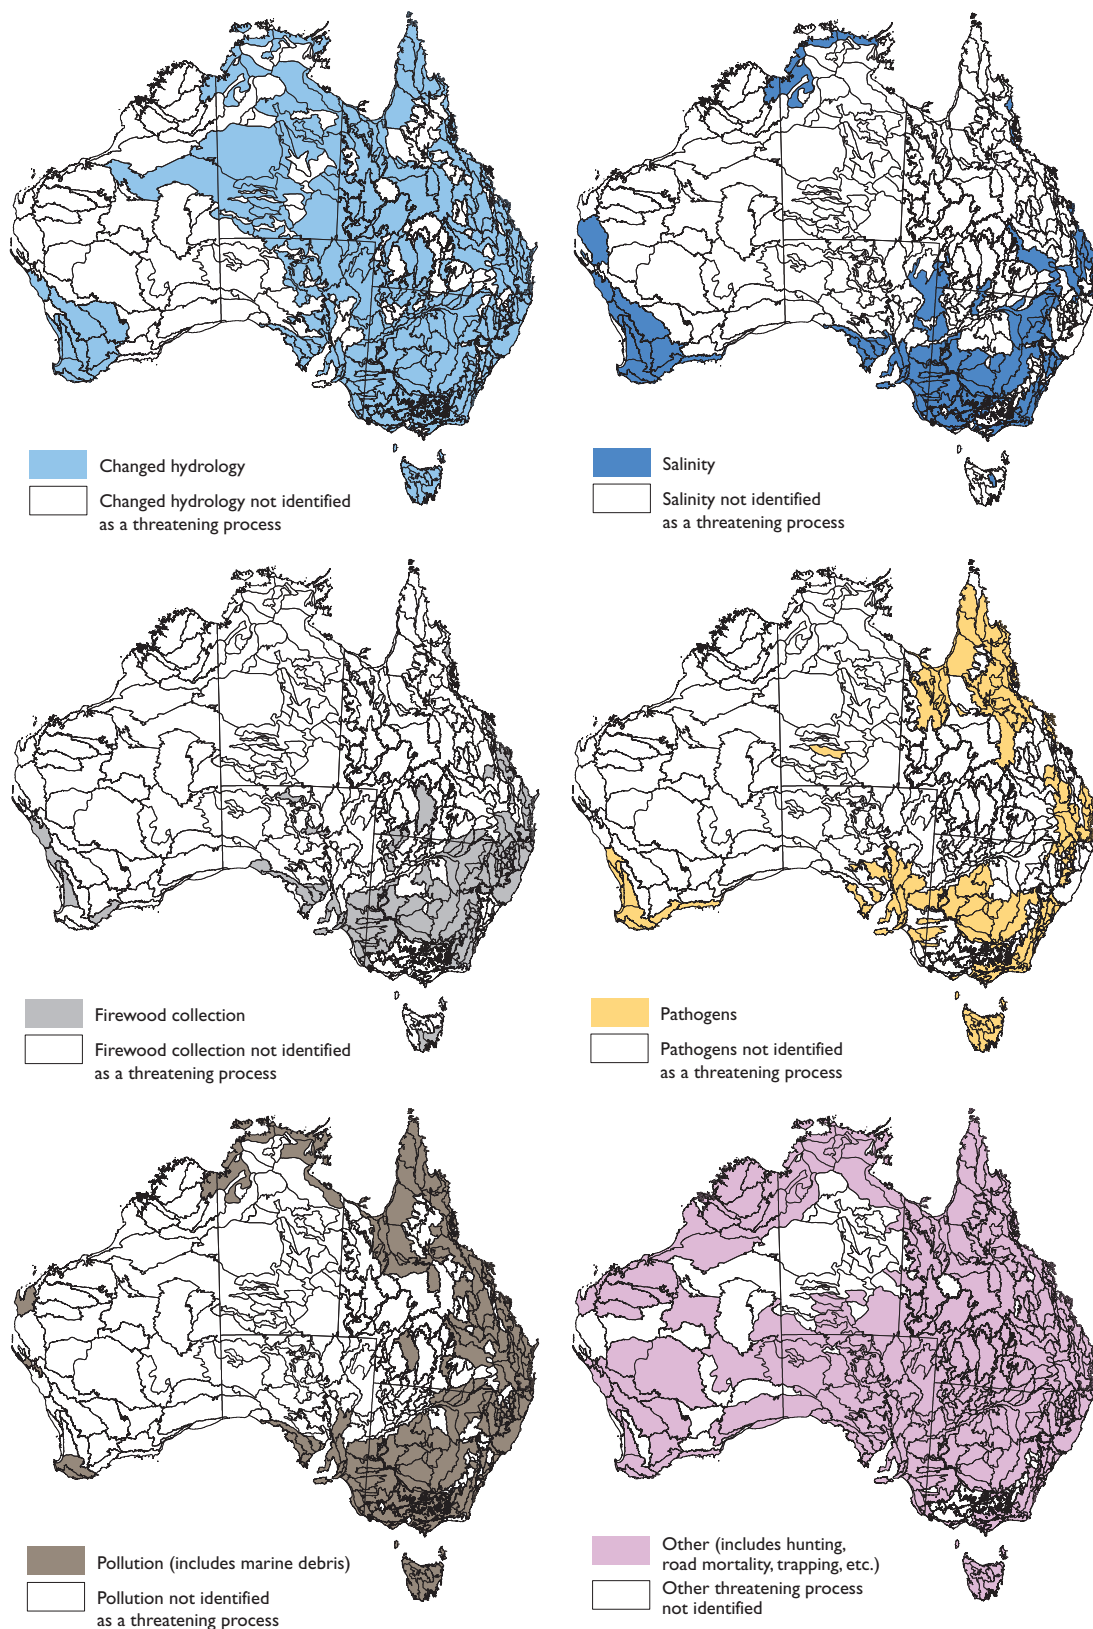 Changed hydrology
Changed hydrology not identified
as a threatening process
Salinity
Salinity not identified
as a threatening process
Firewood collection
Firewood collection not identified
as a threatening process
Pathogens
Pathogens not identified
as a threatening process
Pollution (includes marine debris)
Pollution not identified
as a threatening process
Other (includes hunting,
road mortality, trapping, etc.)
Other threatening process
not identified